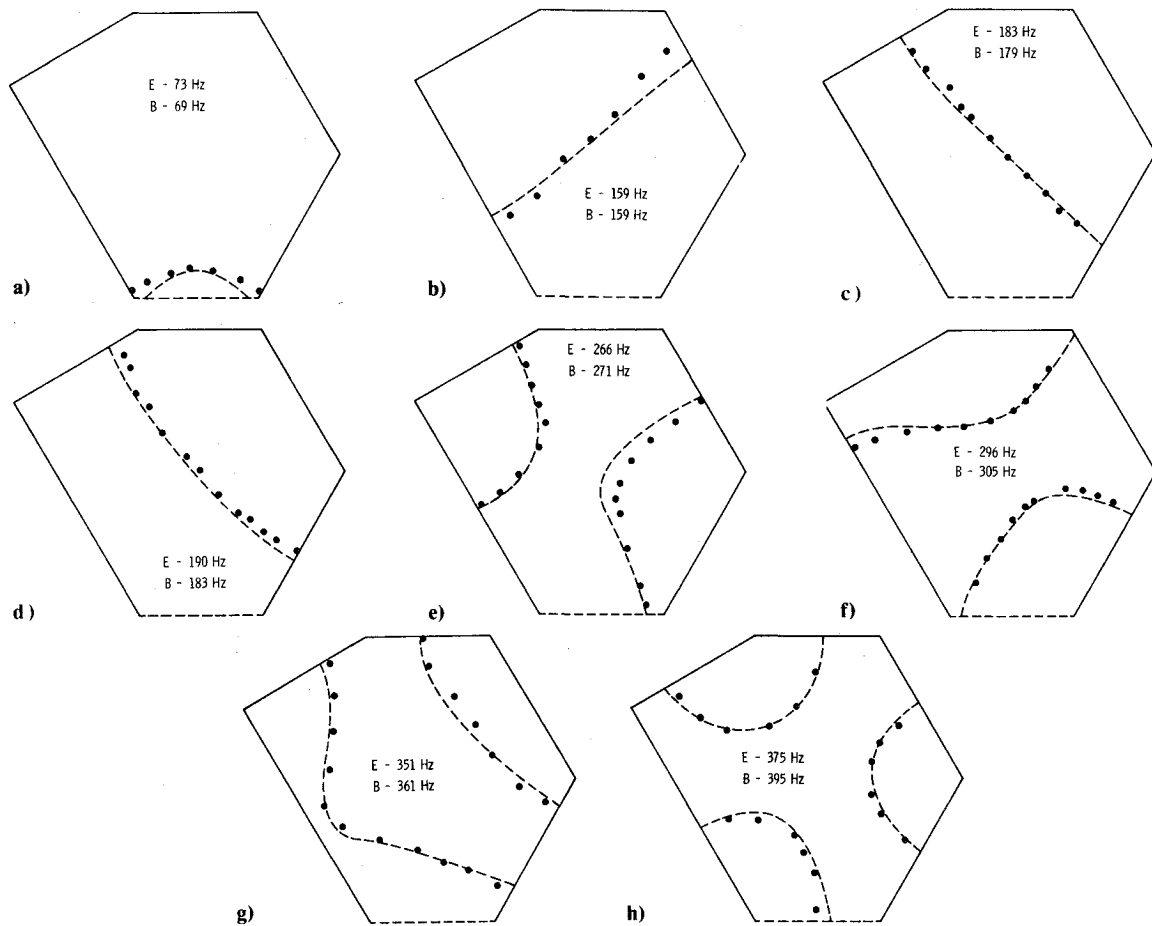 E - 73 Hz
B - 69 Hz
a)
E - 159 Hz
B - 159 Hz
b)
E - 183 Hz
B - 179 Hz
c)
E - 190 Hz
B - 183 Hz
d)
E - 266 Hz
B - 271 Hz
e)
E - 296 Hz
B - 305 Hz
f)
E - 351 Hz
B - 361 Hz
g)
E - 375 Hz
B - 395 Hz
h)